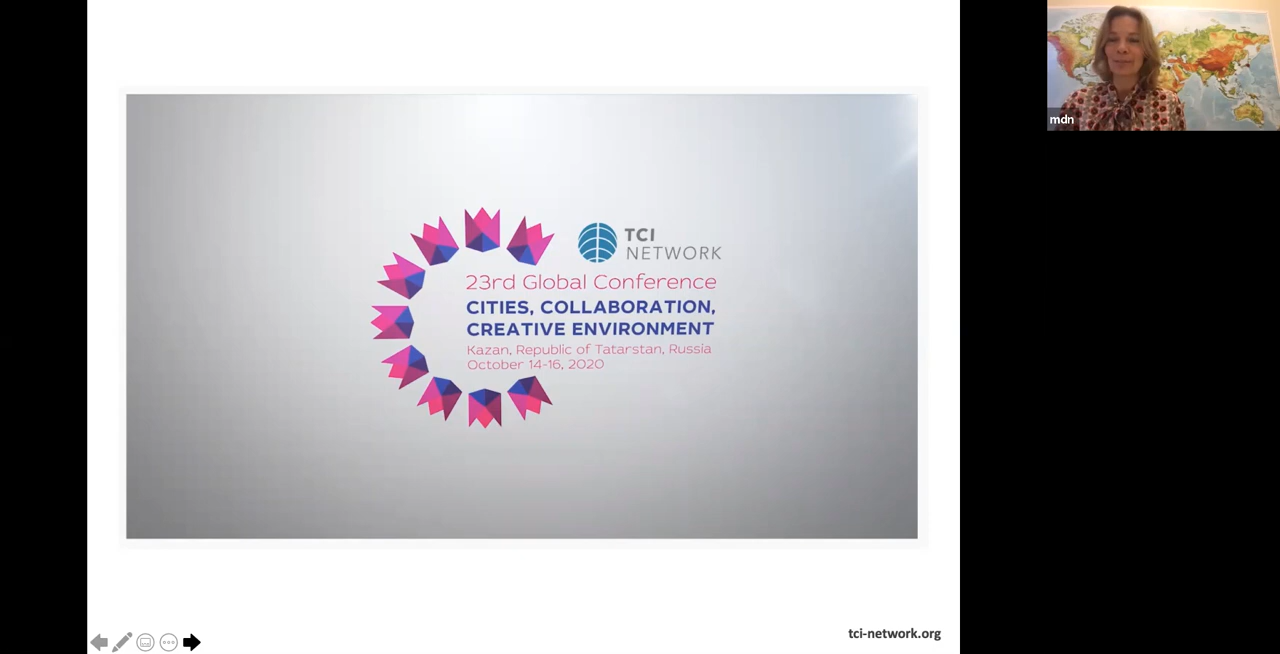 TCI
NETWORK
23rd Global Conference
CITIES, COLLABORATION,
CREATIVE ENVIRONMENT
Kazan, Republic of Tatarstan, Russia
October 14-16, 2020
mdn
tci-network.org